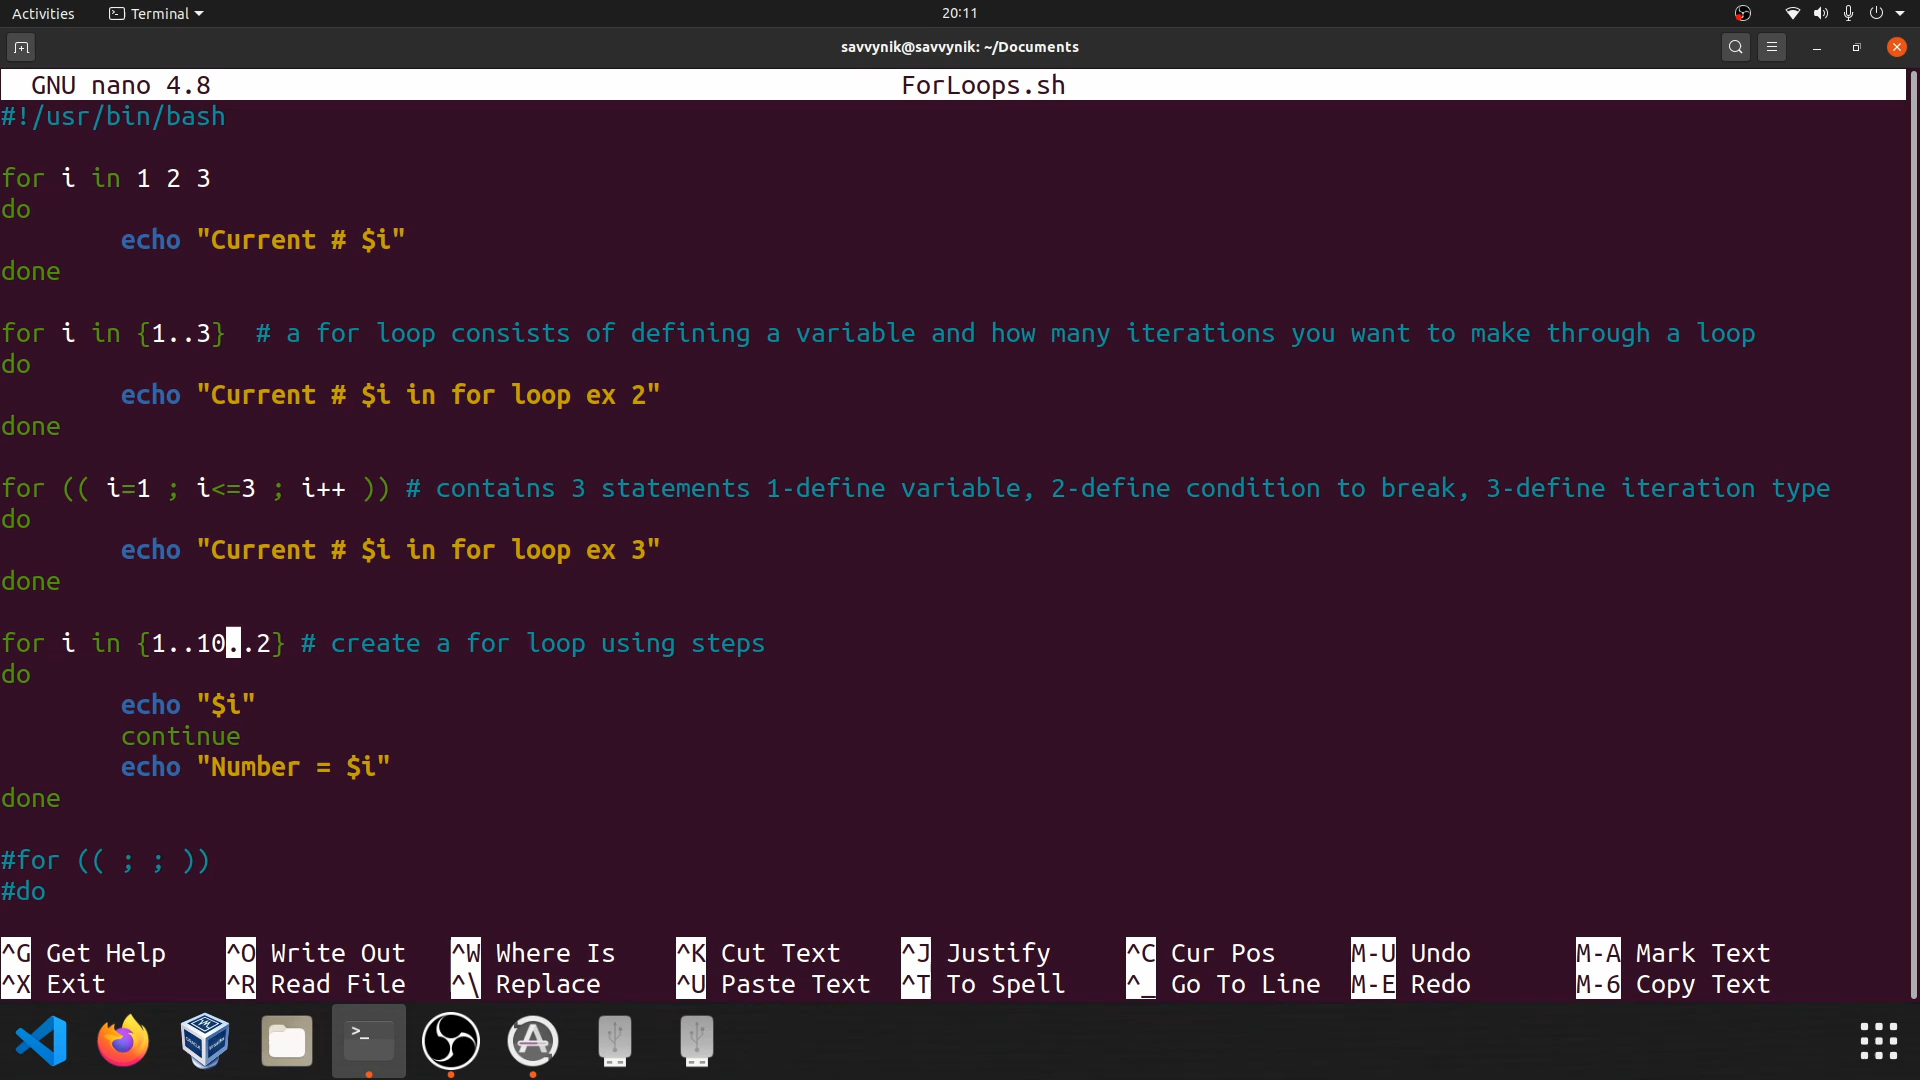 Activities Terminal 20:11
savvynik@savvynik: ~/Documents
GNU nano 4.8 ForLoops.sh
#!/usr/bin/bash
for i in 1 2 3
do
echo "Current # $i"
done
for i in {1..3}  # a for loop consists of defining a variable and how many iterations you want to make through a loop
do
echo "Current # $i in for loop ex 2"
done
for (( i=1 ; i<=3 ; i++ )) # contains 3 statements 1-define variable, 2-define condition to break, 3-define iteration type
do
echo "Current # $i in for loop ex 3"
done
for i in {1..10..2} # create a for loop using steps
do
echo "$i"
continue
echo "Number = $i"
done
#for (( ; ; ))
#do
^G Get Help ^O Write Out ^W Where Is ^K Cut Text ^J Justify ^C Cur Pos M-U Undo M-A Mark Text
^X Exit ^R Read File ^\ Replace ^U Paste Text ^T To Spell ^_ Go To Line M-E Redo M-6 Copy Text